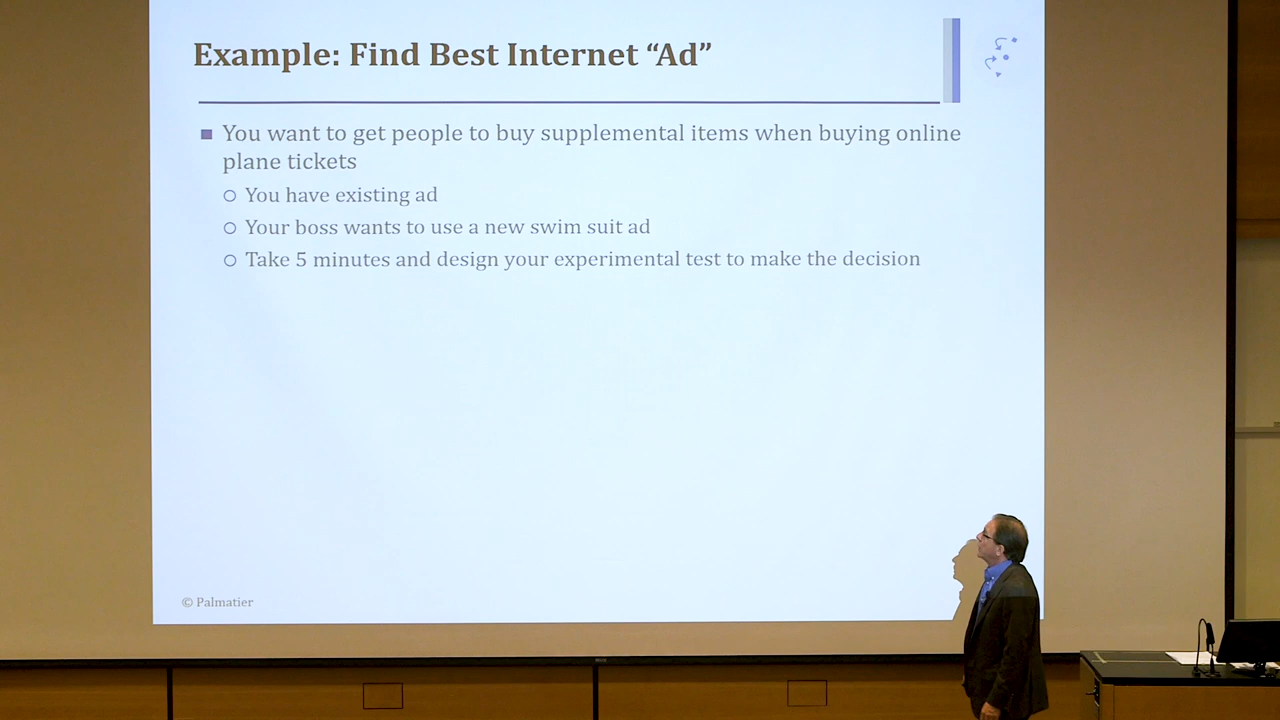 Example: Find Best Internet “Ad”
You want to get people to buy supplemental items when buying online
plane tickets
You have existing ad
Your boss wants to use a new swim suit ad
Take 5 minutes and design your experimental test to make the decision
© Palmatier